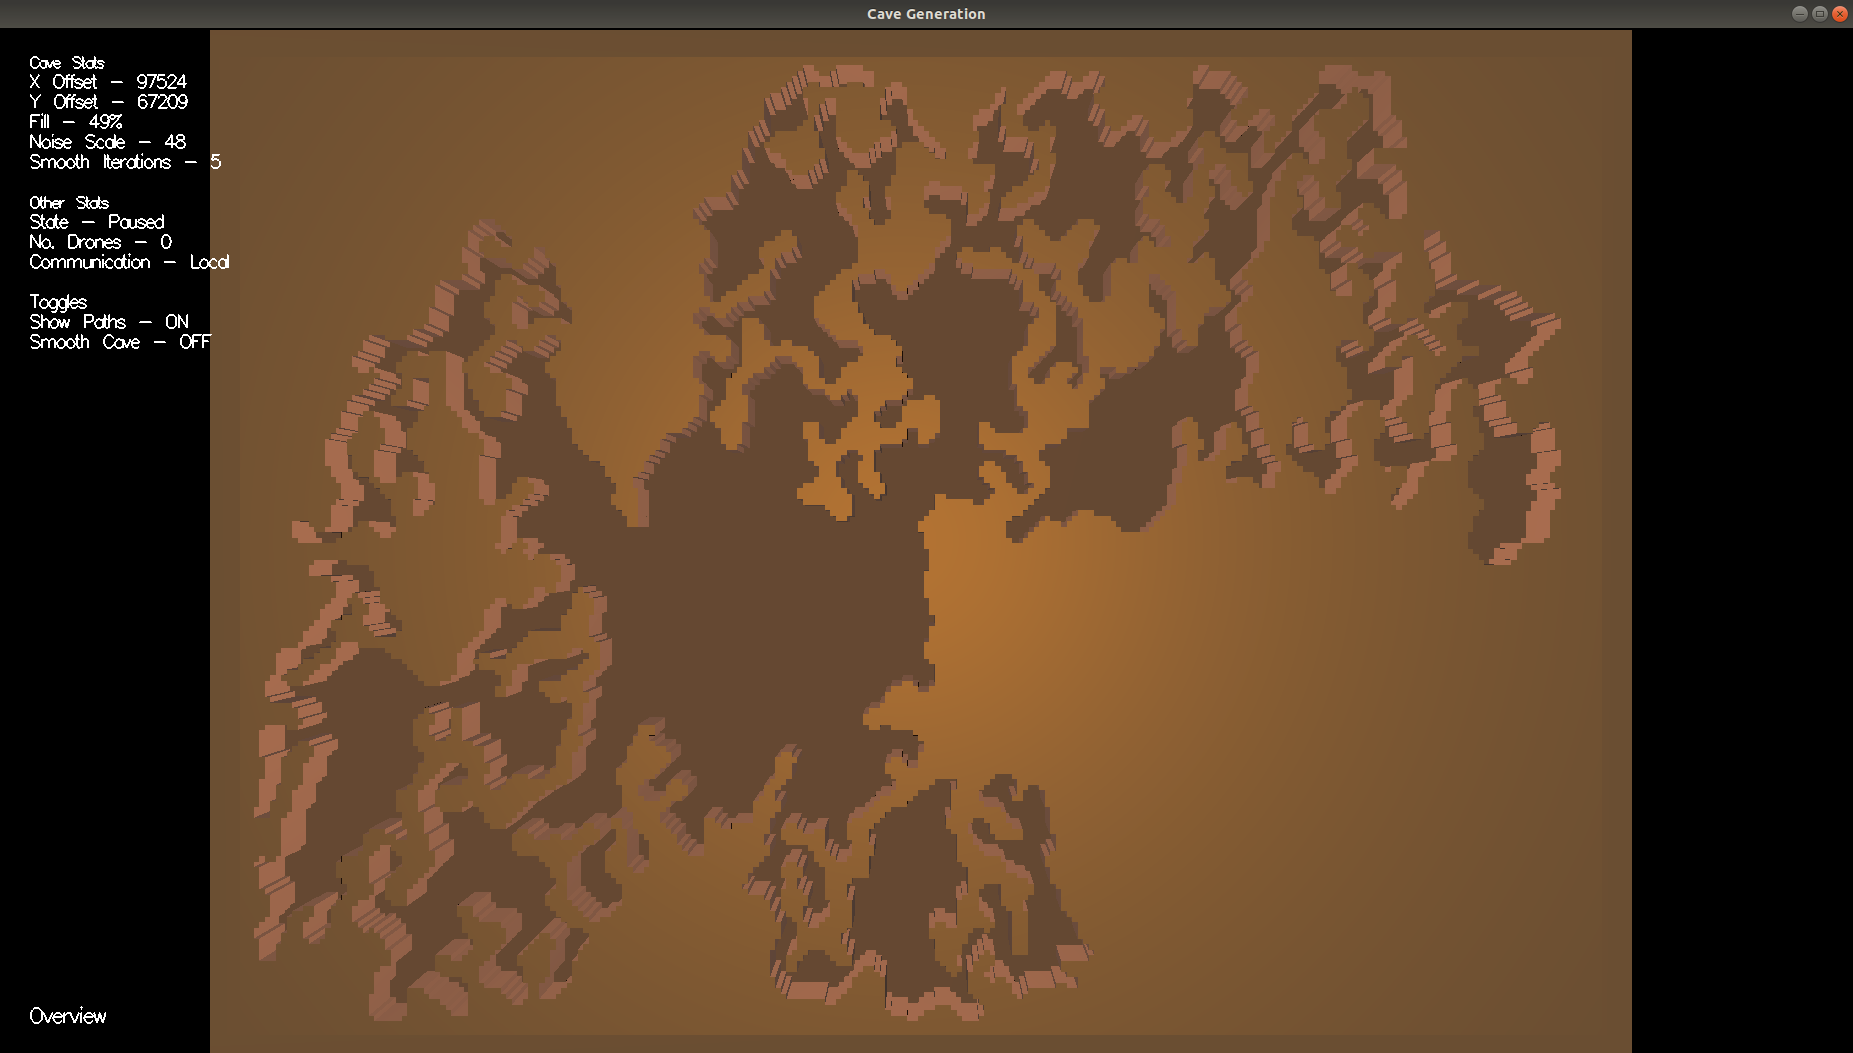 Cave Generation
Cave Stats
X Offset - 97524
Y Offset - 67209
Fill - 49%
Noise Scale - 48
Smooth Iterations - 5
Other Stats
State - Paused
No. Drones - 0
Communication - Local
Toggles
Show Paths - ON
Smooth Cave - OFF
Overview